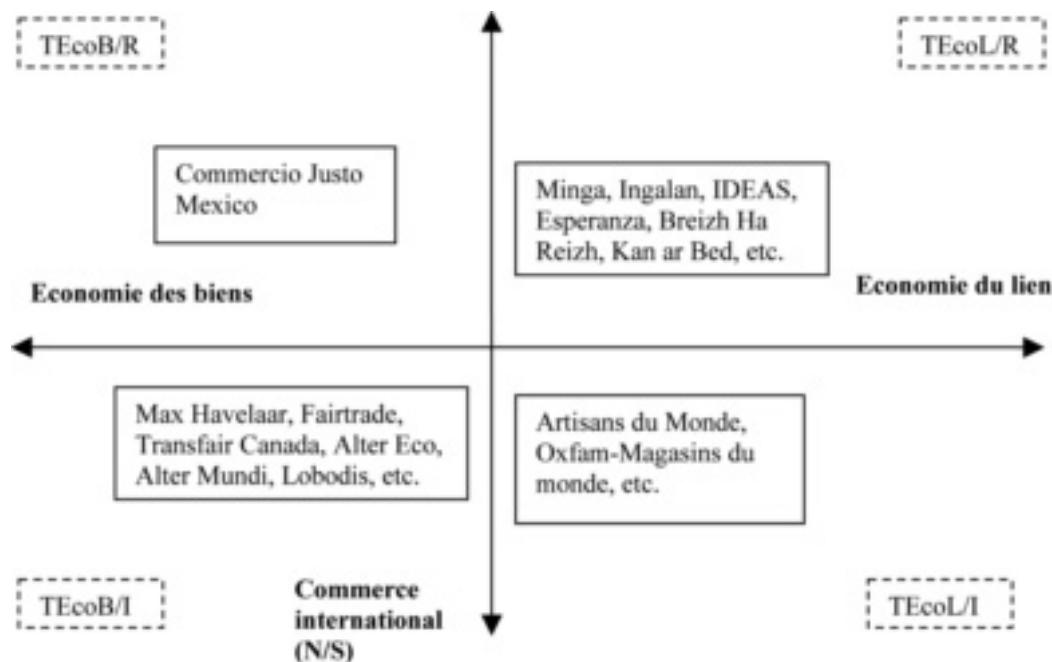 TEcoB/R
TEcoL/R
Commercio Justo
Mexico
Minga, Ingalan, IDEAS,
Esperanza, Breizh Ha
Reizh, Kan ar Bed, etc.
Economie des biens
Economie du lien
Max Havelaar, Fairtrade,
Transfair Canada, Alter Eco,
Alter Mundi, Lobodis, etc.
Artisans du Monde,
Oxfam-Magasins du
monde, etc.
TEcoB/I
Commerce
international
(N/S)
TEcoL/I